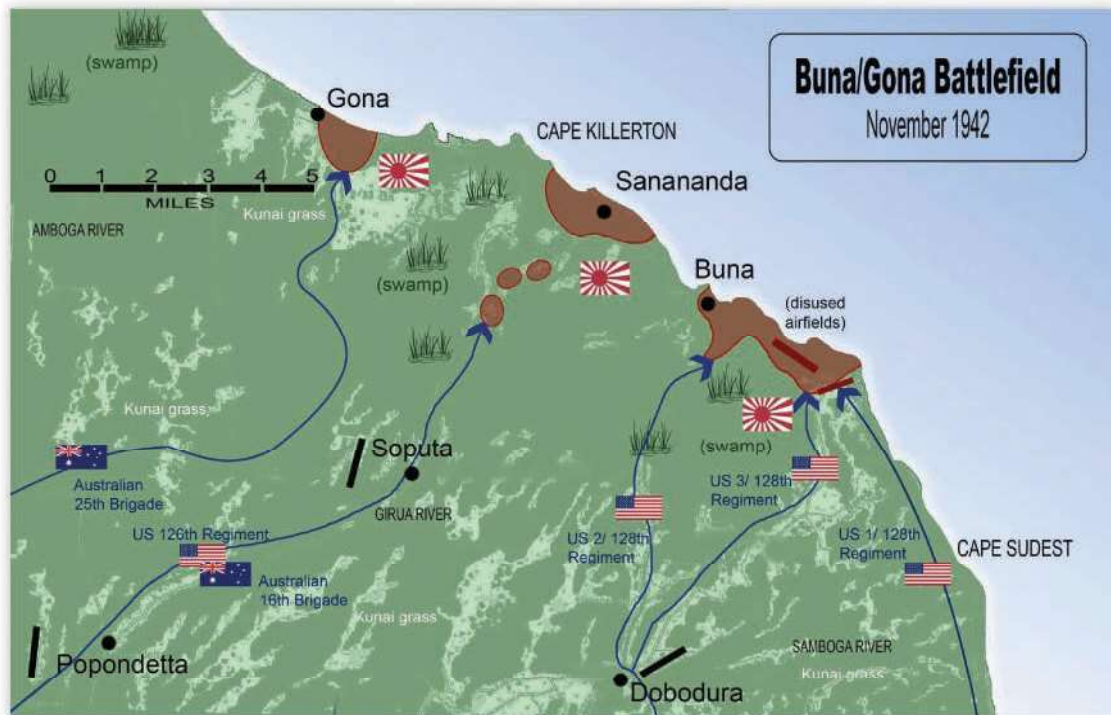 Buna/Gona Battlefield
November 1942
(swamp)
Gona
CAPE KILLERTON
0 1 2 3 4 5
MILES
Kunai grass
AMBOGA RIVER
Sanananda
(swamp)
Buna
(disused
airfields)
Kunai grass
Soputa
(swamp)
Australian
25th Brigade
US 3/ 128th
Regiment
GIRUA RIVER
US 126th Regiment
US 2/ 128th
Regiment
US 1/ 128th
Regiment
CAPE SUDEST
Australian
16th Brigade
Kunai grass
Popondetta
SAMBOGA RIVER
Kunai grass
Dobodura